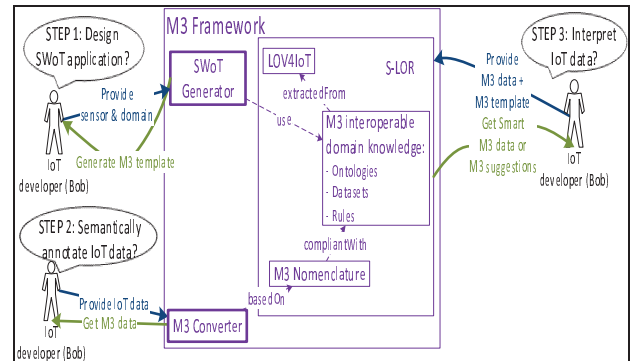 M3 Framework
STEP 1: Design
SWoT application?
IoT
developer (Bob)
Provide
sensor & domain
Generate M3 template
SWoT
Generator
use
LOV4IoT
S-LOR
extractedFrom
M3 interoperable
domain knowledge:
- Ontologies
- Datasets
- Rules
compliantWith
M3 Nomenclature
basedOn
M3 Converter
STEP 2: Semantically
annotate IoT data?
Provide IoT data
Get M3 data
IoT
developer (Bob)
STEP 3: Interpret
IoT data?
Provide
M3 data +
M3 template
Get Smart
M3 data or
M3 suggestions
IoT
developer (Bob)